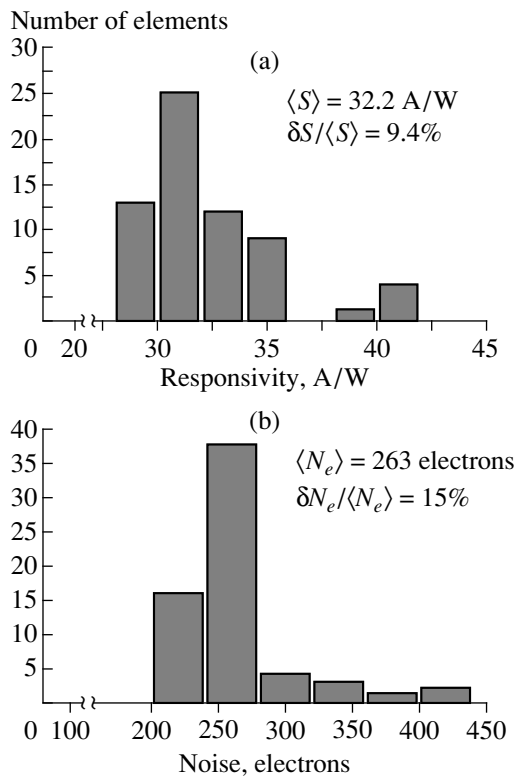 Number of elements
(a)
⟨S⟩ = 32.2 A/W
δS/⟨S⟩ = 9.4%
30
25
20
15
10
5
0 20 30 35 40 45
Responsivity, A/W
(b)
⟨Nₑ⟩ = 263 electrons
δNₑ/⟨Nₑ⟩ = 15%
40
35
30
25
20
15
10
5
0 100 200 250 300 350 400 450
Noise, electrons